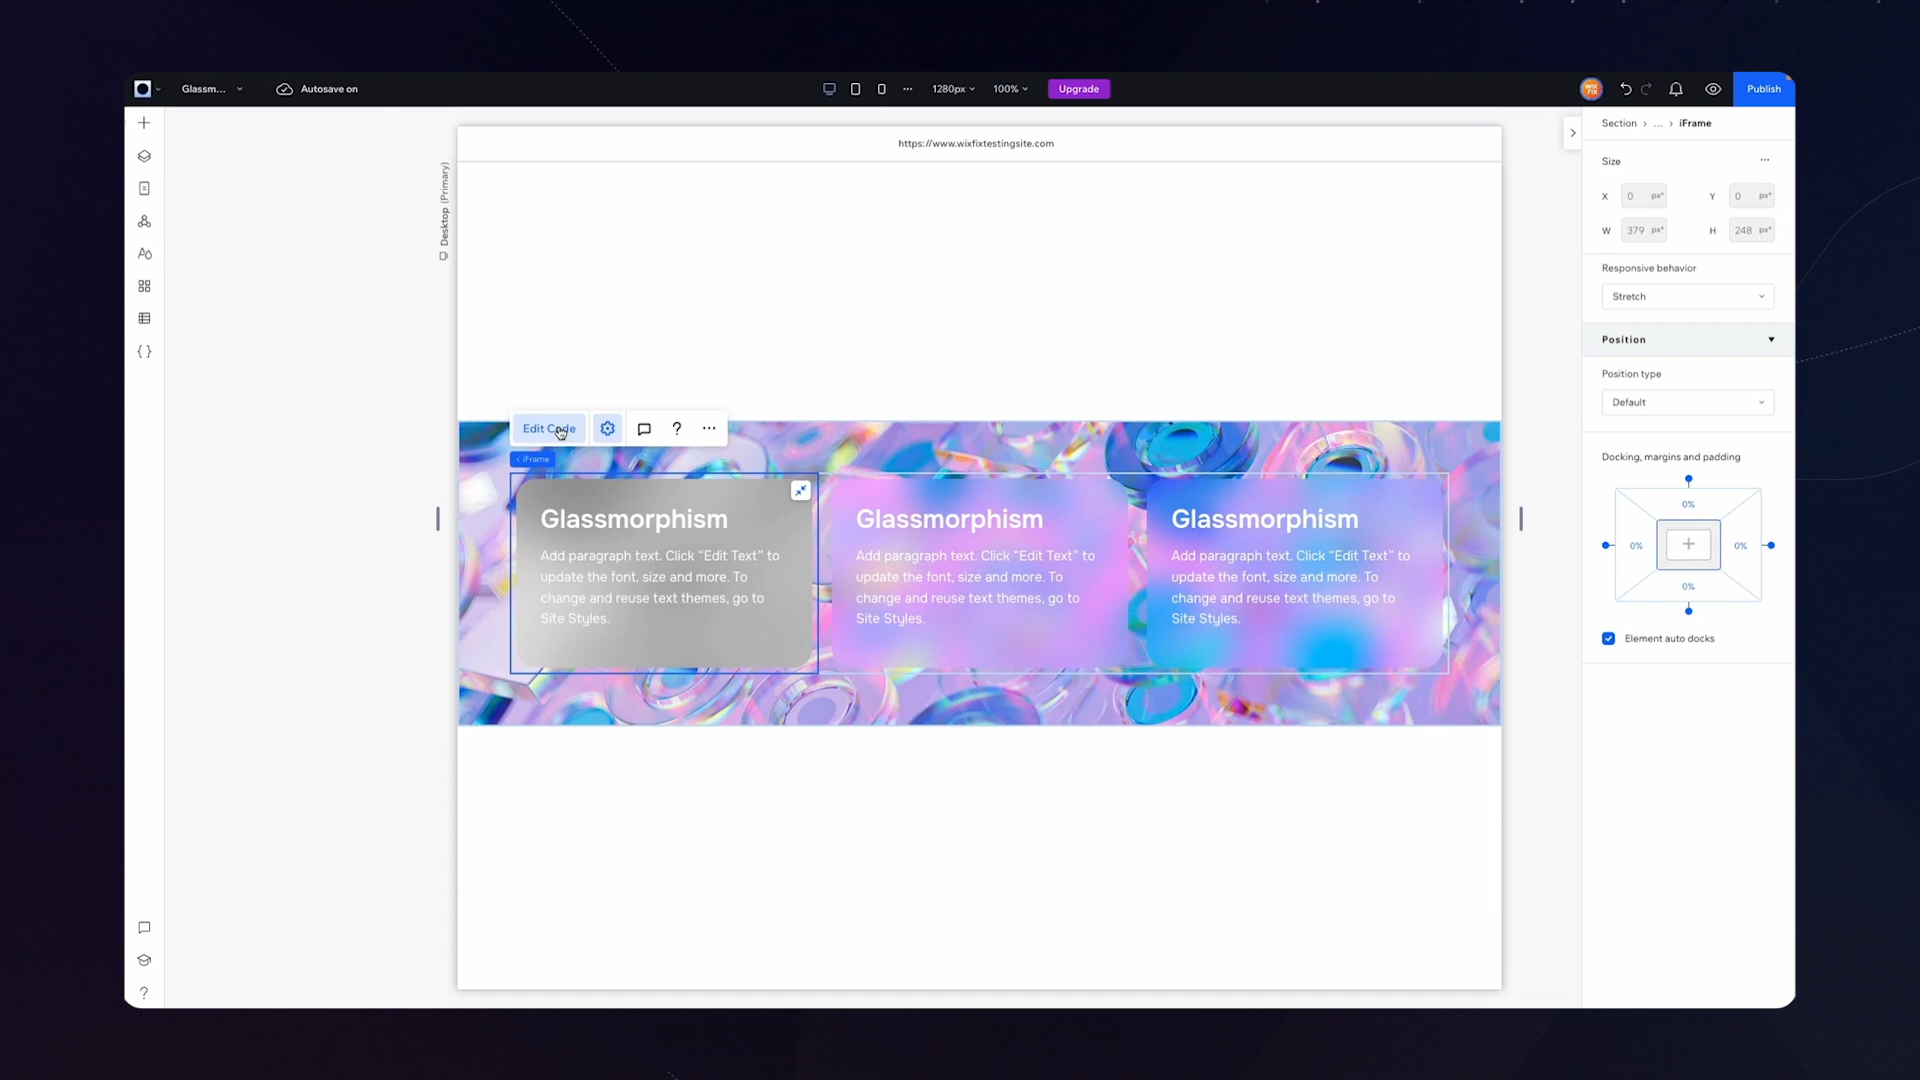 Glassm...
Autosave on
1280px
100%
Upgrade
WIX
FIX
Publish
https://www.wixfixtestingsite.com
Desktop (Primary)
Edit Code
iFrame
Glassmorphism
Add paragraph text. Click “Edit Text” to
update the font, size and more. To
change and reuse text themes, go to
Site Styles.
Glassmorphism
Add paragraph text. Click “Edit Text” to
update the font, size and more. To
change and reuse text themes, go to
Site Styles.
Glassmorphism
Add paragraph text. Click “Edit Text” to
update the font, size and more. To
change and reuse text themes, go to
Site Styles.
Section > ... > iFrame
Size
X 0 px* Y 0 px*
W 379 px* H 248 px*
Responsive behavior
Stretch
Position
Position type
Default
Docking, margins and padding
0%
0% 0%
0%
Element auto docks